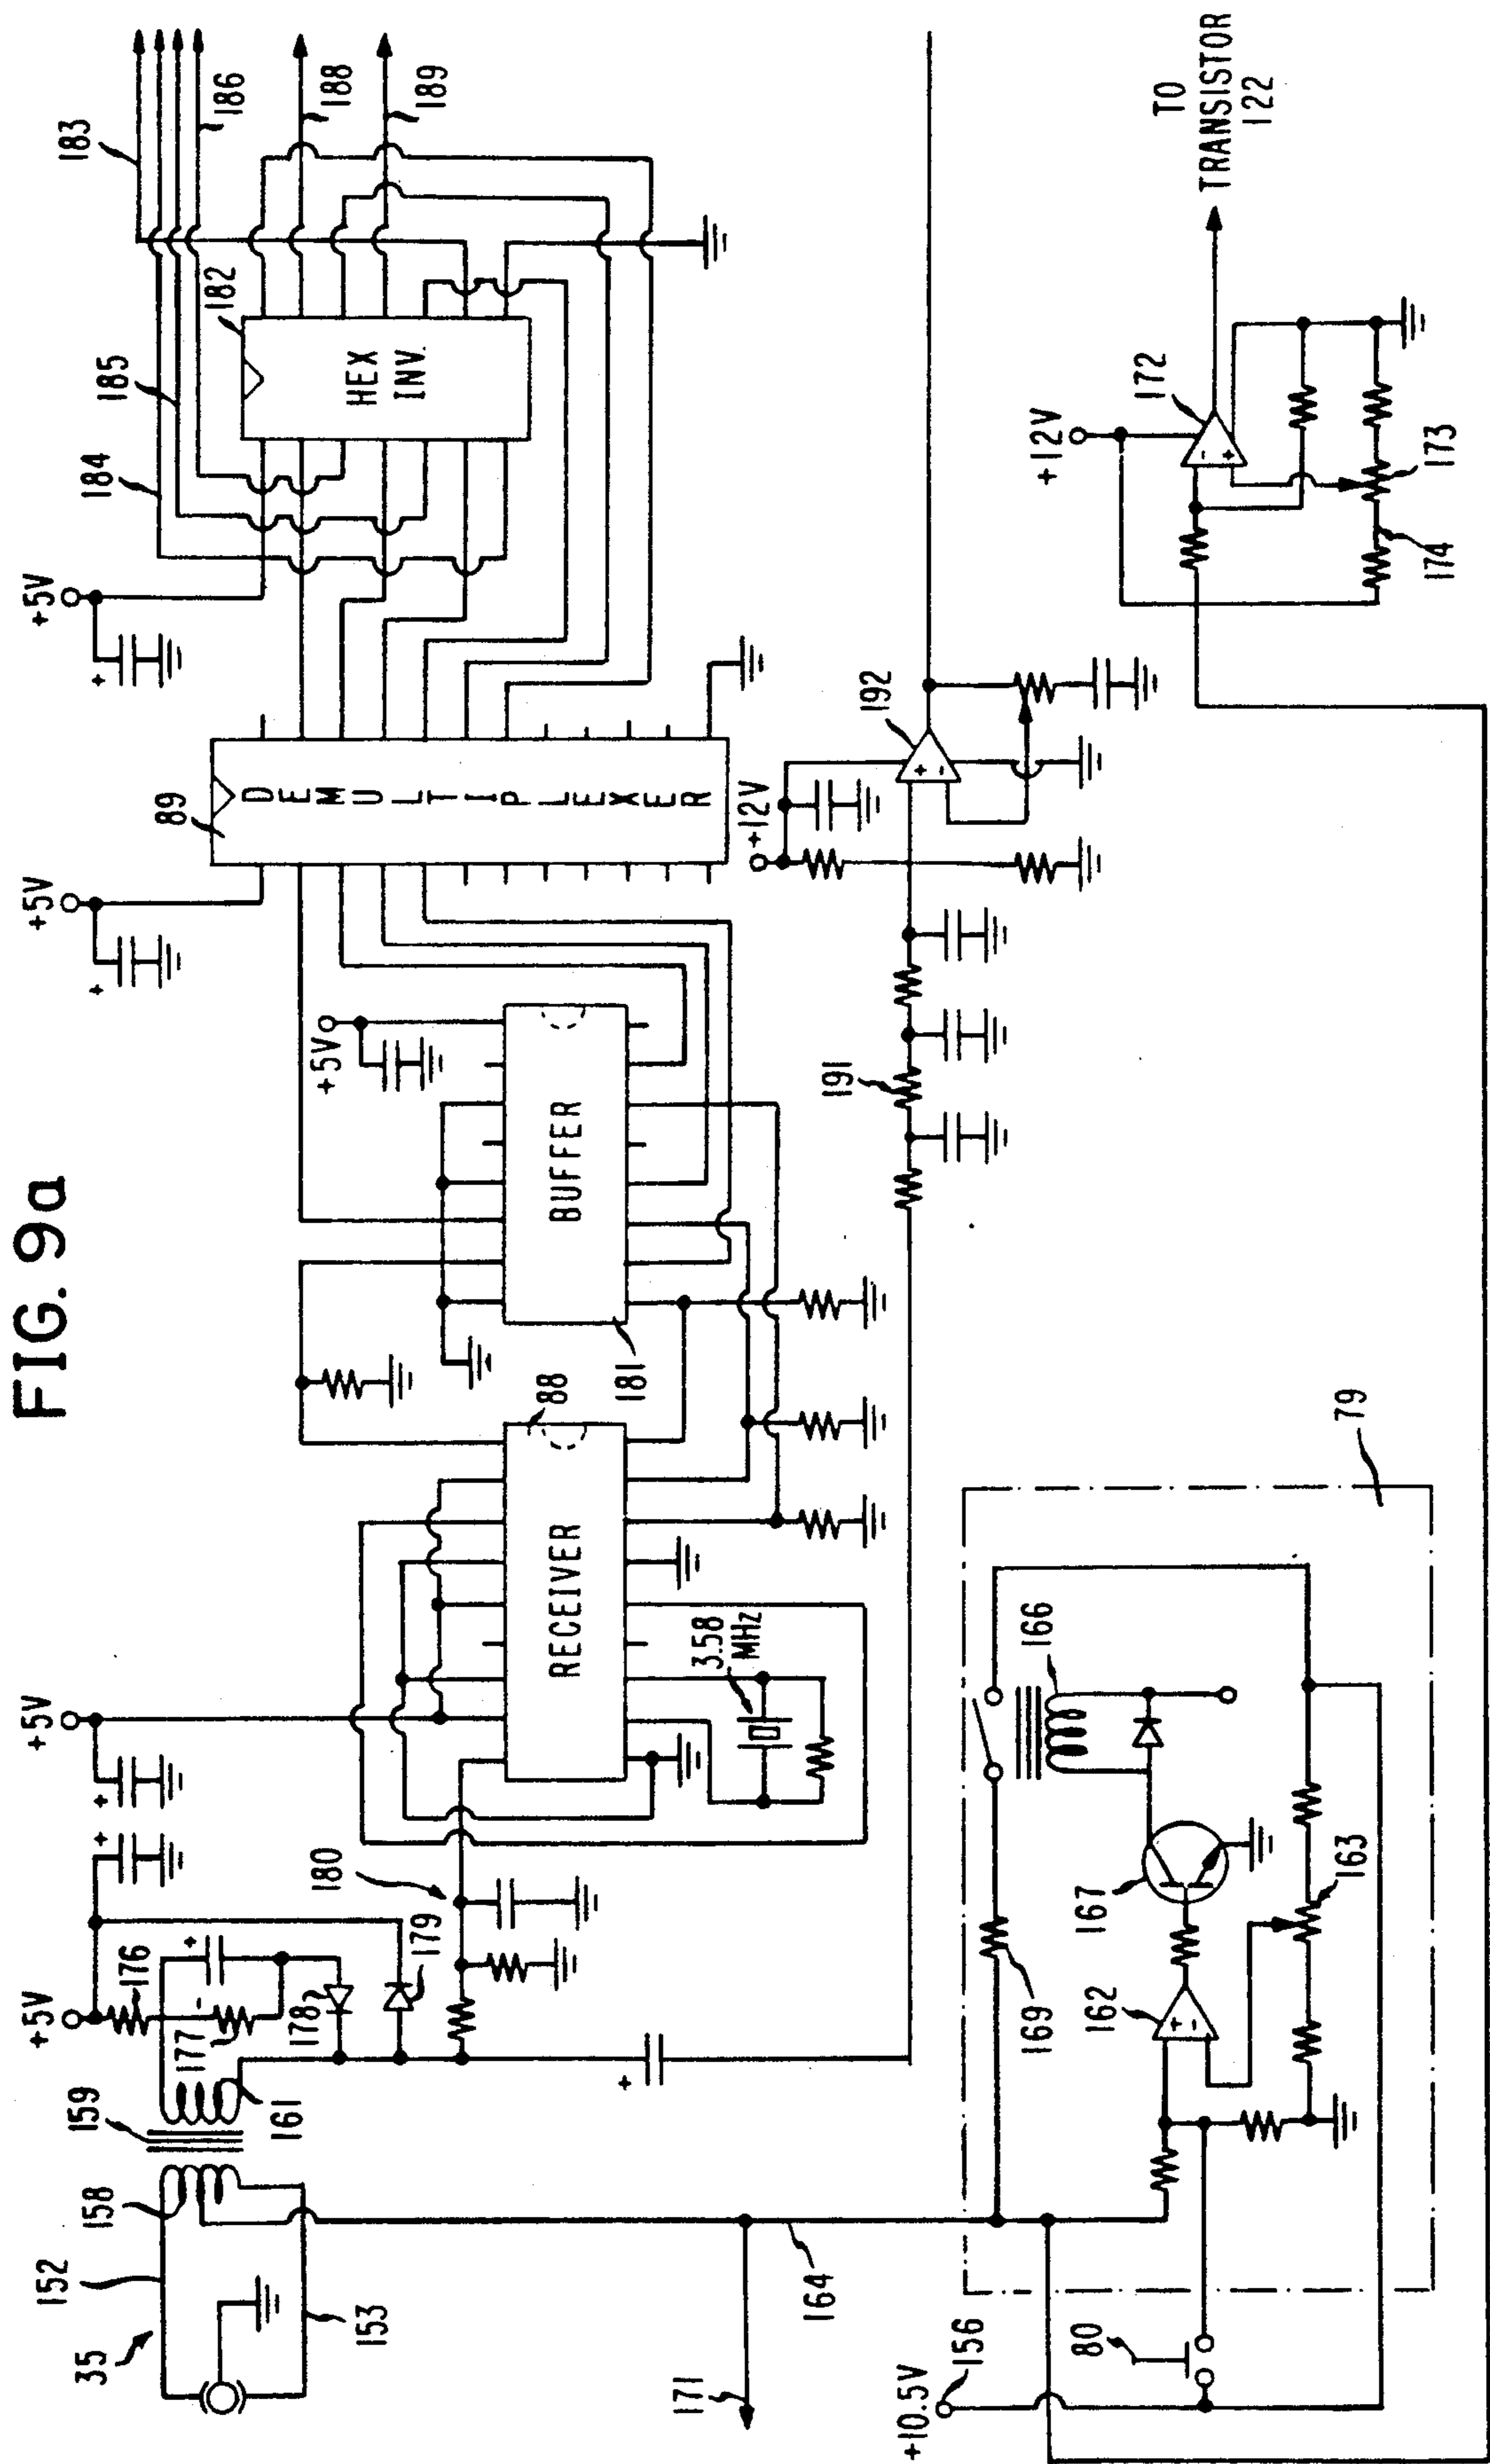 FIG. 9a
35
152
158
159
161
153
+5V
176
177
178
179
180
+5V
RECEIVER
88
3.58
MHz
BUFFER
181
+5V
+5V
89
DEMULTIPLEXER
+5V
184
185
182
HEX
INV.
183
186
188
189
171
164
191
+12V
192
+10.5V
156
80
79
169
166
167
162
163
+12V
172
173
174
TO
TRANSISTOR
122